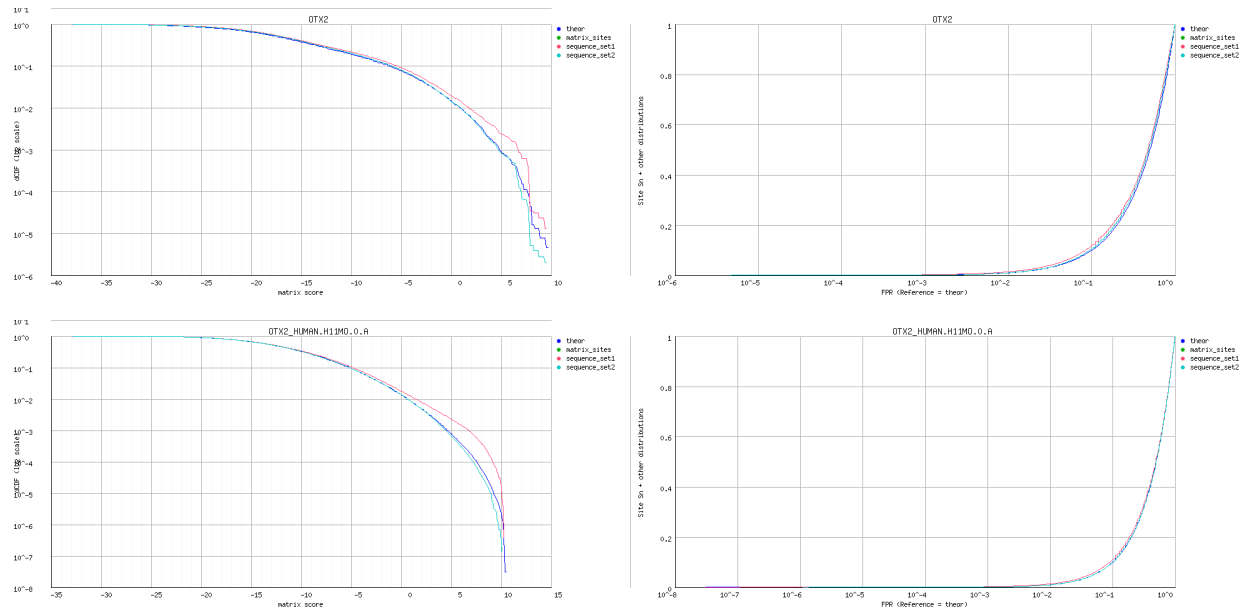 OTX2
10^1
10^0
10^-1
10^-2
10^-3
10^-4
10^-5
10^-6
-40
-35
-30
-25
-20
-15
-10
-5
0
5
10
matrix score
theor
matrix_sites
sequence_set1
sequence_set2
OTX2
Site Sn + other distributions
1
0.8
0.6
0.4
0.2
0
10^-6
10^-5
10^-4
10^-3
10^-2
10^-1
10^0
FPR (Reference = theor)
theor
matrix_sites
sequence_set1
sequence_set2
OTX2_HUMAN.H11MO.0.A
10^1
10^0
10^-1
10^-2
10^-3
10^-4
10^-5
10^-6
10^-7
10^-8
-35
-30
-25
-20
-15
-10
-5
0
5
10
15
matrix score
theor
matrix_sites
sequence_set1
sequence_set2
OTX2_HUMAN.H11MO.0.A
Site Sn + other distributions
1
0.8
0.6
0.4
0.2
0
10^-8
10^-7
10^-6
10^-5
10^-4
10^-3
10^-2
10^-1
10^0
FPR (Reference = theor)
theor
matrix_sites
sequence_set1
sequence_set2